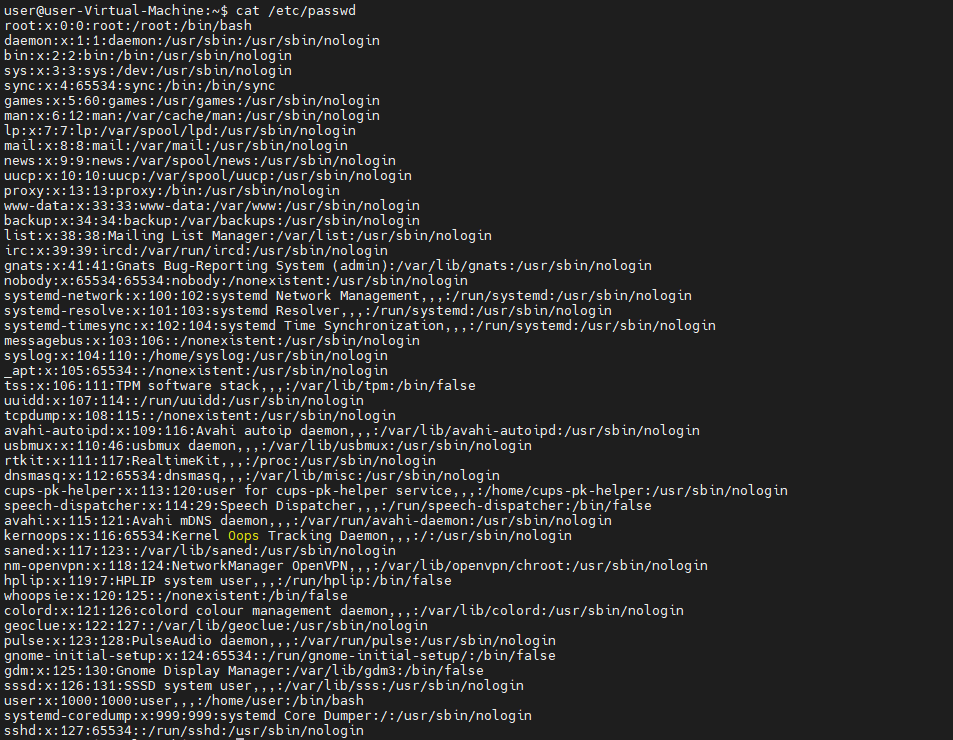 user@user-Virtual-Machine:~$ cat /etc/passwd
root:x:0:0:root:/root:/bin/bash
daemon:x:1:1:daemon:/usr/sbin:/usr/sbin/nologin
bin:x:2:2:bin:/bin:/usr/sbin/nologin
sys:x:3:3:sys:/dev:/usr/sbin/nologin
sync:x:4:65534:sync:/bin:/bin/sync
games:x:5:60:games:/usr/games:/usr/sbin/nologin
man:x:6:12:man:/var/cache/man:/usr/sbin/nologin
lp:x:7:7:lp:/var/spool/lpd:/usr/sbin/nologin
mail:x:8:8:mail:/var/mail:/usr/sbin/nologin
news:x:9:9:news:/var/spool/news:/usr/sbin/nologin
uucp:x:10:10:uucp:/var/spool/uucp:/usr/sbin/nologin
proxy:x:13:13:proxy:/bin:/usr/sbin/nologin
www-data:x:33:33:www-data:/var/www:/usr/sbin/nologin
backup:x:34:34:backup:/var/backups:/usr/sbin/nologin
list:x:38:38:Mailing List Manager:/var/list:/usr/sbin/nologin
irc:x:39:39:ircd:/var/run/ircd:/usr/sbin/nologin
gnats:x:41:41:Gnats Bug-Reporting System (admin):/var/lib/gnats:/usr/sbin/nologin
nobody:x:65534:65534:nobody:/nonexistent:/usr/sbin/nologin
systemd-network:x:100:102:systemd Network Management,,,:/run/systemd:/usr/sbin/nologin
systemd-resolve:x:101:103:systemd Resolver,,,:/run/systemd:/usr/sbin/nologin
systemd-timesync:x:102:104:systemd Time Synchronization,,,:/run/systemd:/usr/sbin/nologin
messagebus:x:103:106::/nonexistent:/usr/sbin/nologin
syslog:x:104:110::/home/syslog:/usr/sbin/nologin
_apt:x:105:65534::/nonexistent:/usr/sbin/nologin
tss:x:106:111:TPM software stack,,,:/var/lib/tpm:/bin/false
uuidd:x:107:114::/run/uuidd:/usr/sbin/nologin
tcpdump:x:108:115::/nonexistent:/usr/sbin/nologin
avahi-autoipd:x:109:116:Avahi autoip daemon,,,:/var/lib/avahi-autoipd:/usr/sbin/nologin
usbmux:x:110:46:usbmux daemon,,,:/var/lib/usbmux:/usr/sbin/nologin
rtkit:x:111:117:RealtimeKit,,,:/proc:/usr/sbin/nologin
dnsmasq:x:112:65534:dnsmasq,,,:/var/lib/misc:/usr/sbin/nologin
cups-pk-helper:x:113:120:user for cups-pk-helper service,,,:/home/cups-pk-helper:/usr/sbin/nologin
speech-dispatcher:x:114:29:Speech Dispatcher,,,:/run/speech-dispatcher:/bin/false
avahi:x:115:121:Avahi mDNS daemon,,,:/var/run/avahi-daemon:/usr/sbin/nologin
kernoops:x:116:65534:Kernel Oops Tracking Daemon,,,:/:/usr/sbin/nologin
saned:x:117:123::/var/lib/saned:/usr/sbin/nologin
nm-openvpn:x:118:124:NetworkManager OpenVPN,,,:/var/lib/openvpn/chroot:/usr/sbin/nologin
hplip:x:119:7:HPLIP system user,,,:/run/hplip:/bin/false
whoopsie:x:120:125::/nonexistent:/bin/false
colord:x:121:126:colord colour management daemon,,,:/var/lib/colord:/usr/sbin/nologin
geoclue:x:122:127::/var/lib/geoclue:/usr/sbin/nologin
pulse:x:123:128:PulseAudio daemon,,,:/var/run/pulse:/usr/sbin/nologin
gnome-initial-setup:x:124:65534::/run/gnome-initial-setup/:/bin/false
gdm:x:125:130:Gnome Display Manager:/var/lib/gdm3:/bin/false
sssd:x:126:131:SSSD system user,,,:/var/lib/sss:/usr/sbin/nologin
user:x:1000:1000:user,,,:/home/user:/bin/bash
systemd-coredump:x:999:999:systemd Core Dumper:/:/usr/sbin/nologin
sshd:x:127:65534::/run/sshd:/usr/sbin/nologin